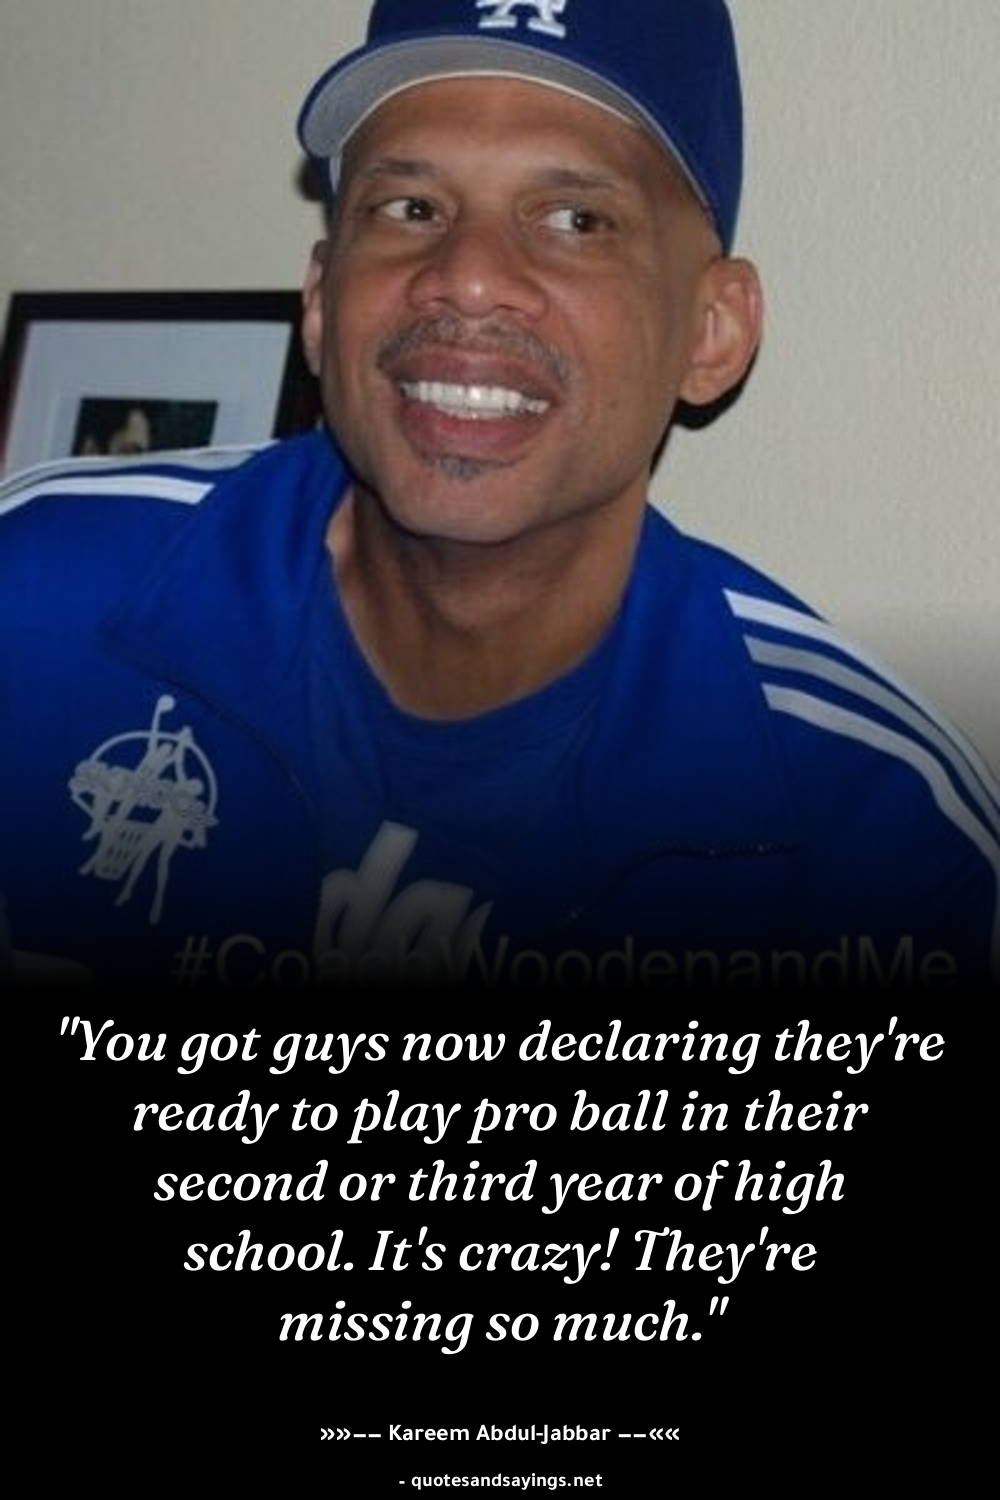 #CoachWoodenandMe
"You got guys now declaring they're
ready to play pro ball in their
second or third year of high
school. It's crazy! They're
missing so much."
»»–– Kareem Abdul-Jabbar ––««
- quotesandsayings.net